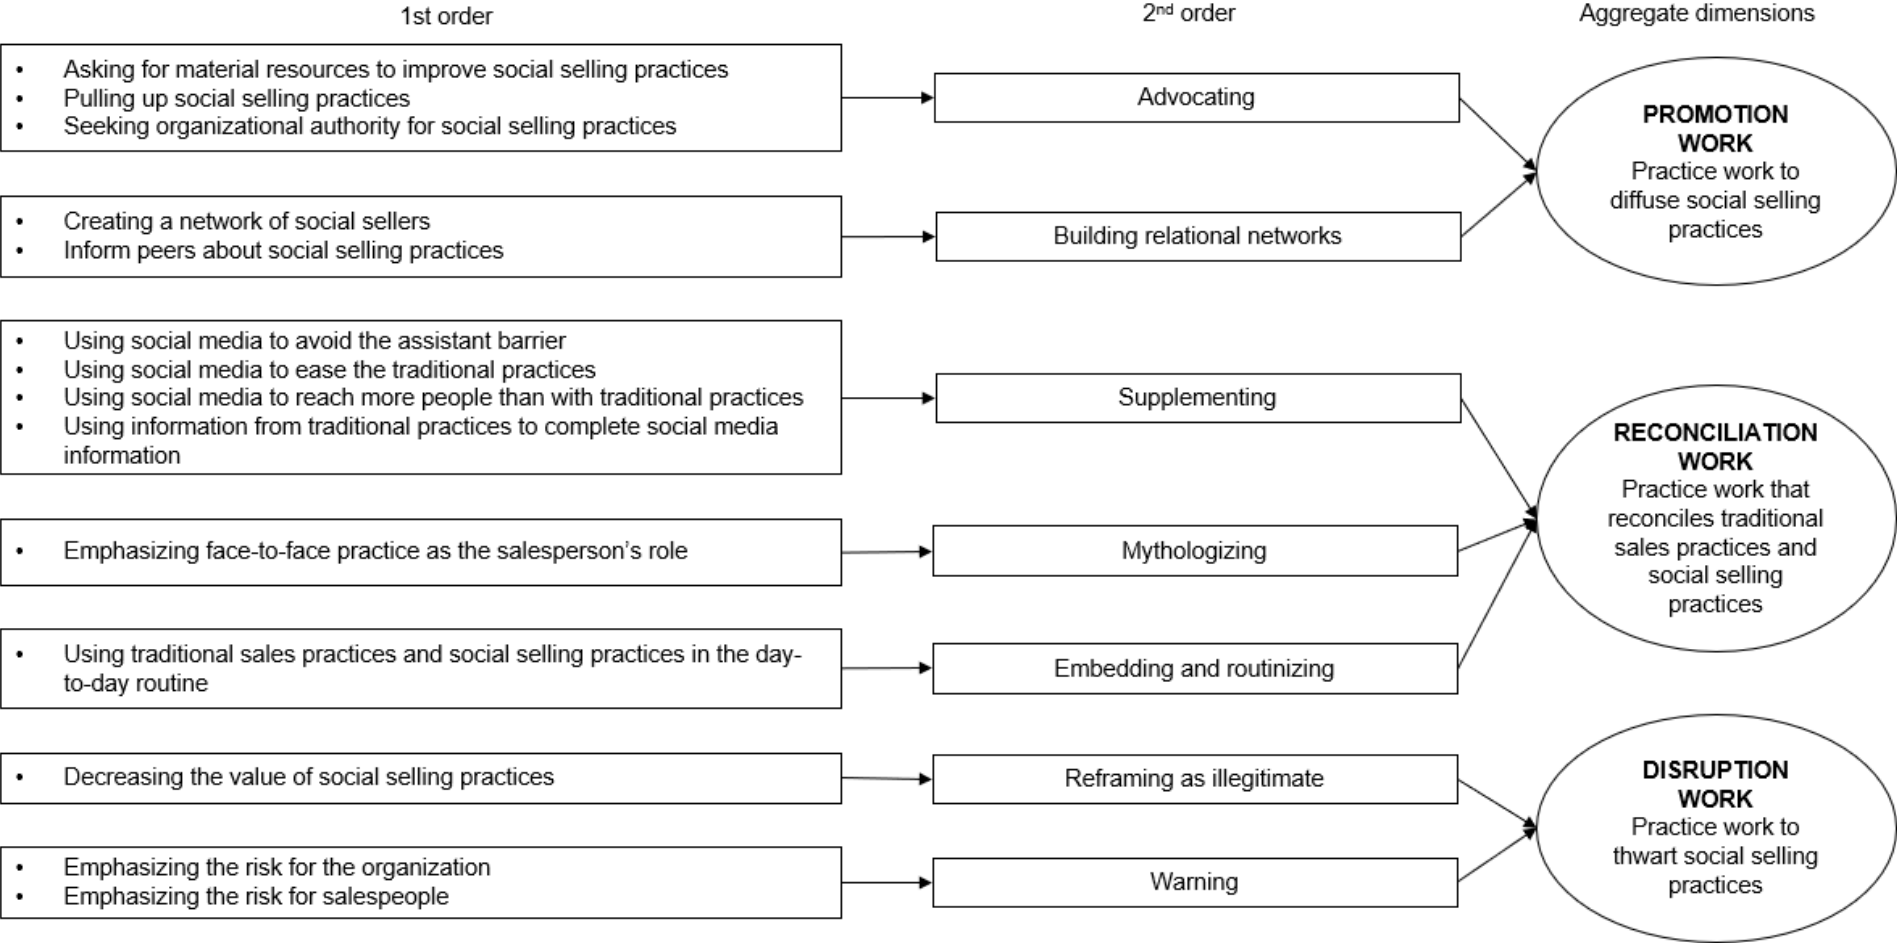 1st order
2nd order
Aggregate dimensions
• Asking for material resources to improve social selling practices
• Pulling up social selling practices
• Seeking organizational authority for social selling practices
Advocating
PROMOTION
WORK
Practice work to
diffuse social selling
practices
• Creating a network of social sellers
• Inform peers about social selling practices
Building relational networks
• Using social media to avoid the assistant barrier
• Using social media to ease the traditional practices
• Using social media to reach more people than with traditional practices
• Using information from traditional practices to complete social media
information
Supplementing
RECONCILIATION
WORK
Practice work that
reconciles traditional
sales practices and
social selling
practices
• Emphasizing face-to-face practice as the salesperson’s role
Mythologizing
• Using traditional sales practices and social selling practices in the day-
to-day routine
Embedding and routinizing
• Decreasing the value of social selling practices
Reframing as illegitimate
DISRUPTION
WORK
Practice work to
thwart social selling
practices
• Emphasizing the risk for the organization
• Emphasizing the risk for salespeople
Warning